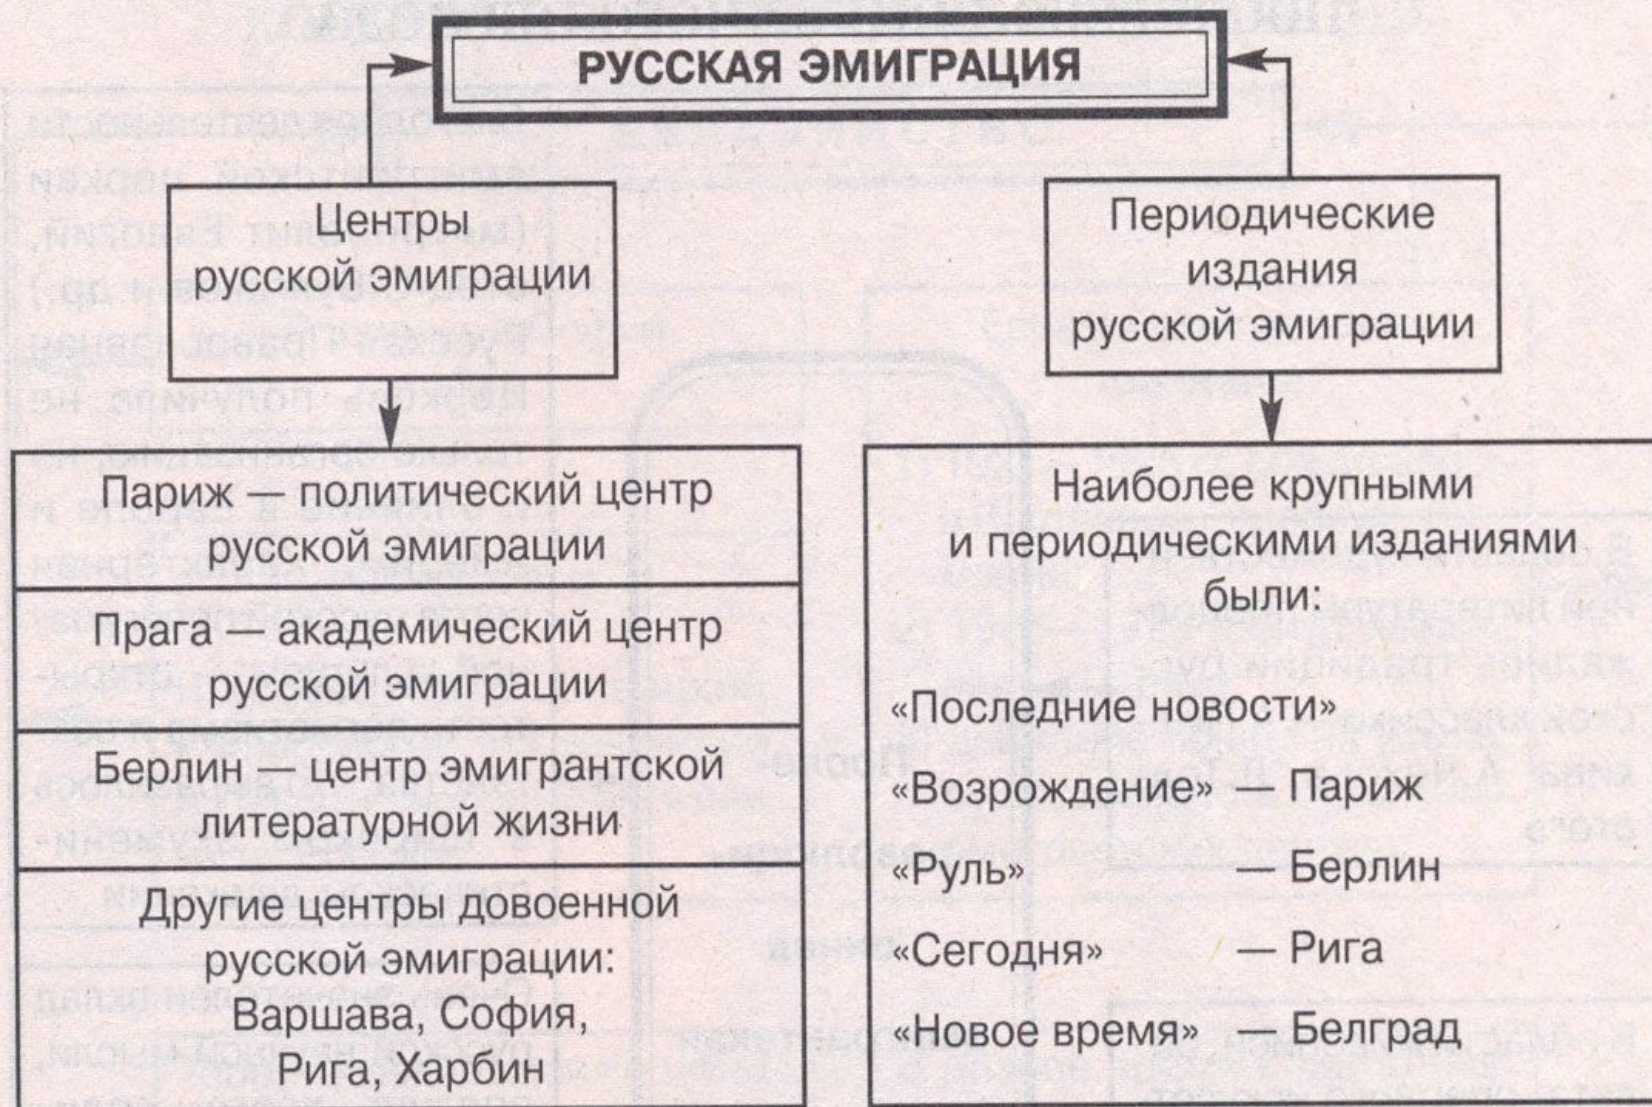 РУССКАЯ ЭМИГРАЦИЯ
Центры
русской эмиграции
Париж — политический центр
русской эмиграции
Прага — академический центр
русской эмиграции
Берлин — центр эмигрантской
литературной жизни
Другие центры довоенной
русской эмиграции:
Варшава, София,
Рига, Харбин
Периодические
издания
русской эмиграции
Наиболее крупными
и периодическими изданиями
были:
«Последние новости»
«Возрождение» — Париж
«Руль» — Берлин
«Сегодня» — Рига
«Новое время» — Белград